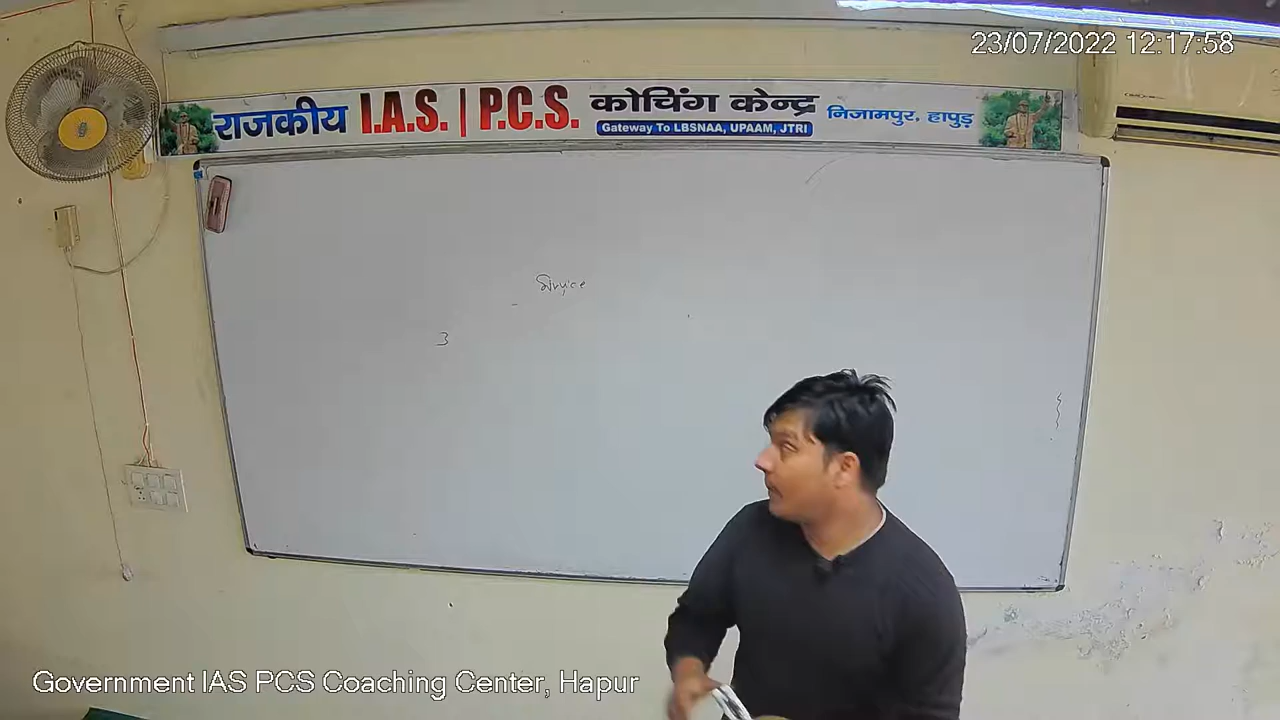 23/07/2022 12:17:58
राजकीय I.A.S. | P.C.S. कोचिंग केन्द्र निजामपुर, हापुड़
Gateway To LBSNAA, UPAAM, JTRI
3
Government IAS PCS Coaching Center, Hapur